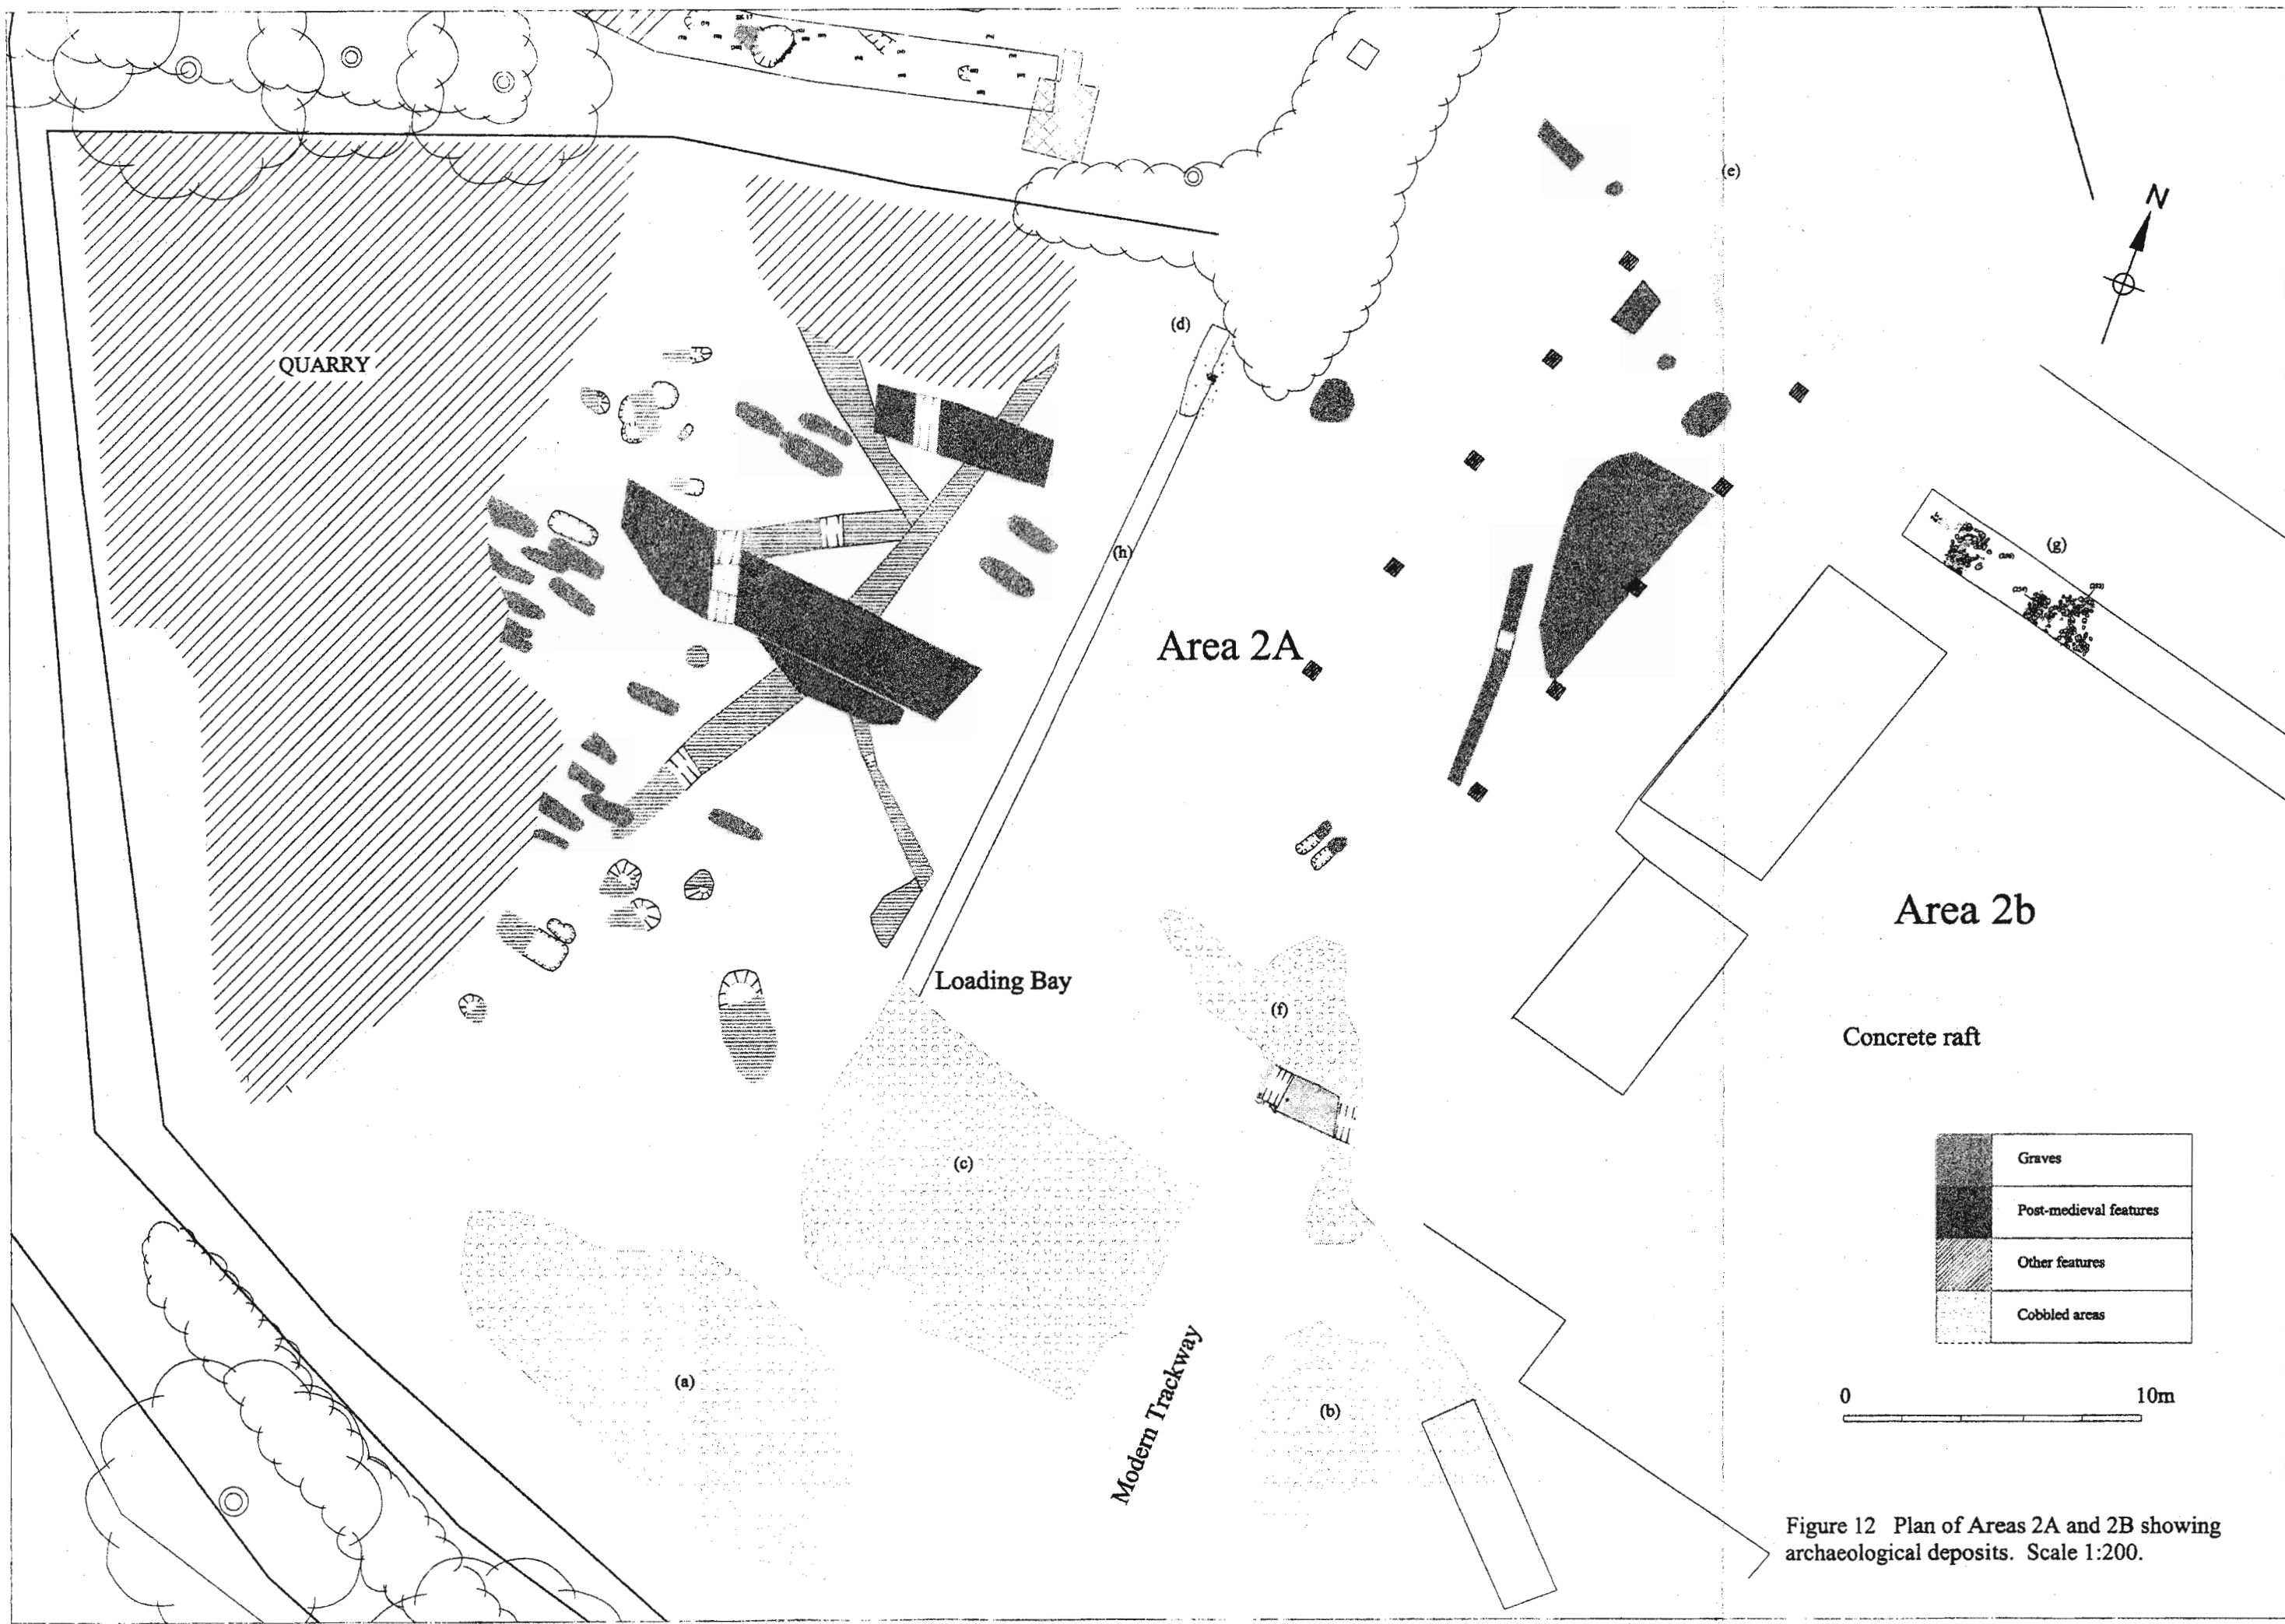 QUARRY
(d)
(e)
N
(h)
(g)
Area 2A
Area 2b
Loading Bay
(f)
Concrete raft
(c)
Graves
Post-medieval features
Other features
Cobbled areas
(a)
(b)
Modern Trackway
0 10m
Figure 12 Plan of Areas 2A and 2B showing
archaeological deposits. Scale 1:200.